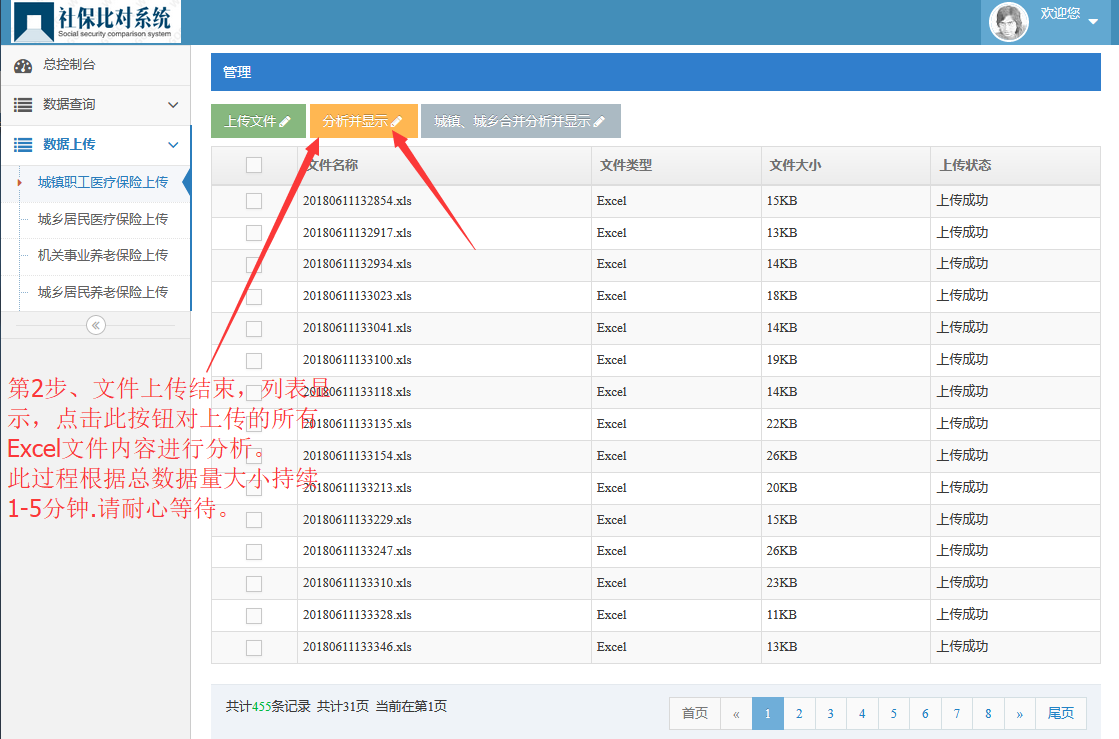 社保比对系统
Social security comparison system
欢迎您
总控制台
数据查询
数据上传
城镇职工医疗保险上传
城乡居民医疗保险上传
机关事业养老保险上传
城乡居民养老保险上传
«
第2步、文件上传结束，列表显
示，点击此按钮对上传的所有
Excel文件内容进行分析。
此过程根据总数据量大小持续
1-5分钟.请耐心等待。
管理
上传文件 分析并显示 城镇、城乡合并分析并显示
文件名称 文件类型 文件大小 上传状态
20180611132854.xls Excel 15KB 上传成功
20180611132917.xls Excel 13KB 上传成功
20180611132934.xls Excel 14KB 上传成功
20180611133023.xls Excel 18KB 上传成功
20180611133041.xls Excel 14KB 上传成功
20180611133100.xls Excel 19KB 上传成功
20180611133118.xls Excel 14KB 上传成功
20180611133135.xls Excel 22KB 上传成功
20180611133154.xls Excel 26KB 上传成功
20180611133213.xls Excel 20KB 上传成功
20180611133229.xls Excel 15KB 上传成功
20180611133247.xls Excel 26KB 上传成功
20180611133310.xls Excel 23KB 上传成功
20180611133328.xls Excel 11KB 上传成功
20180611133346.xls Excel 13KB 上传成功
共计455条记录 共计31页 当前在第1页 首页 « 1 2 3 4 5 6 7 8 » 尾页